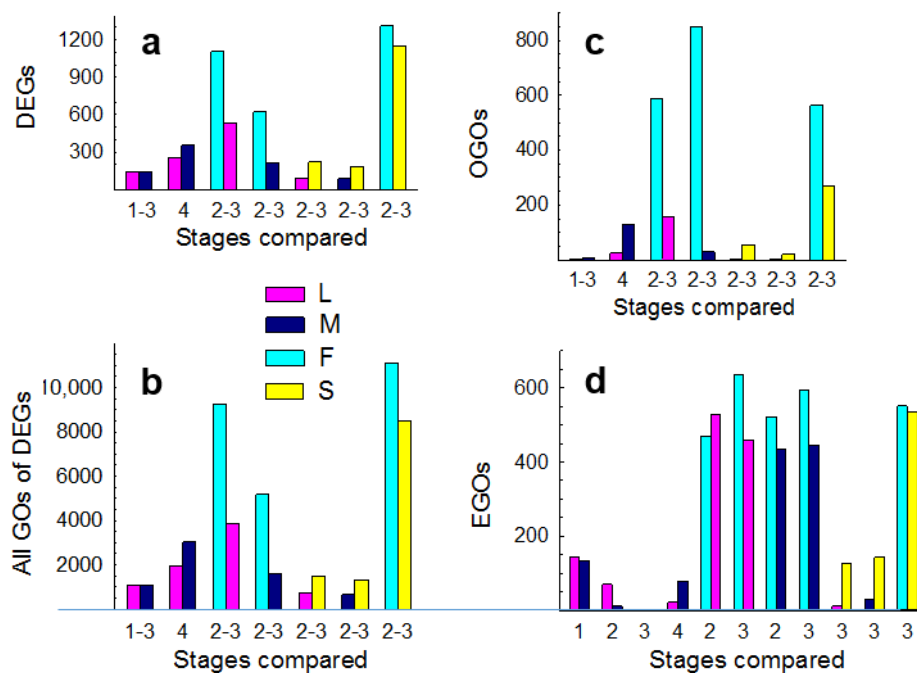 a
DEGs
1200
900
600
300
1-3 4 2-3 2-3 2-3 2-3 2-3
Stages compared
c
OGOs
800
600
400
200
1-3 4 2-3 2-3 2-3 2-3 2-3
Stages compared
L
M
F
S
b
All GOs of DEGs
10,000
8000
6000
4000
2000
1-3 4 2-3 2-3 2-3 2-3 2-3
Stages compared
d
EGOs
600
400
200
1 2 3 4 2 3 2 3 3 3 3
Stages compared